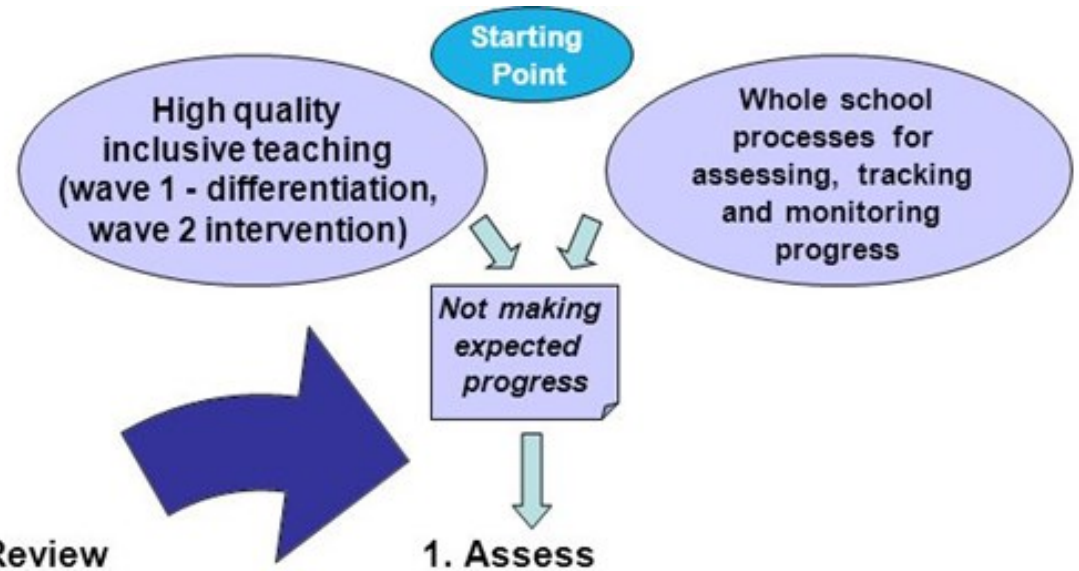 Starting
Point
High quality
inclusive teaching
(wave 1 - differentiation,
wave 2 intervention)
Whole school
processes for
assessing, tracking
and monitoring
progress
Not making
expected
progress
Review
1. Assess